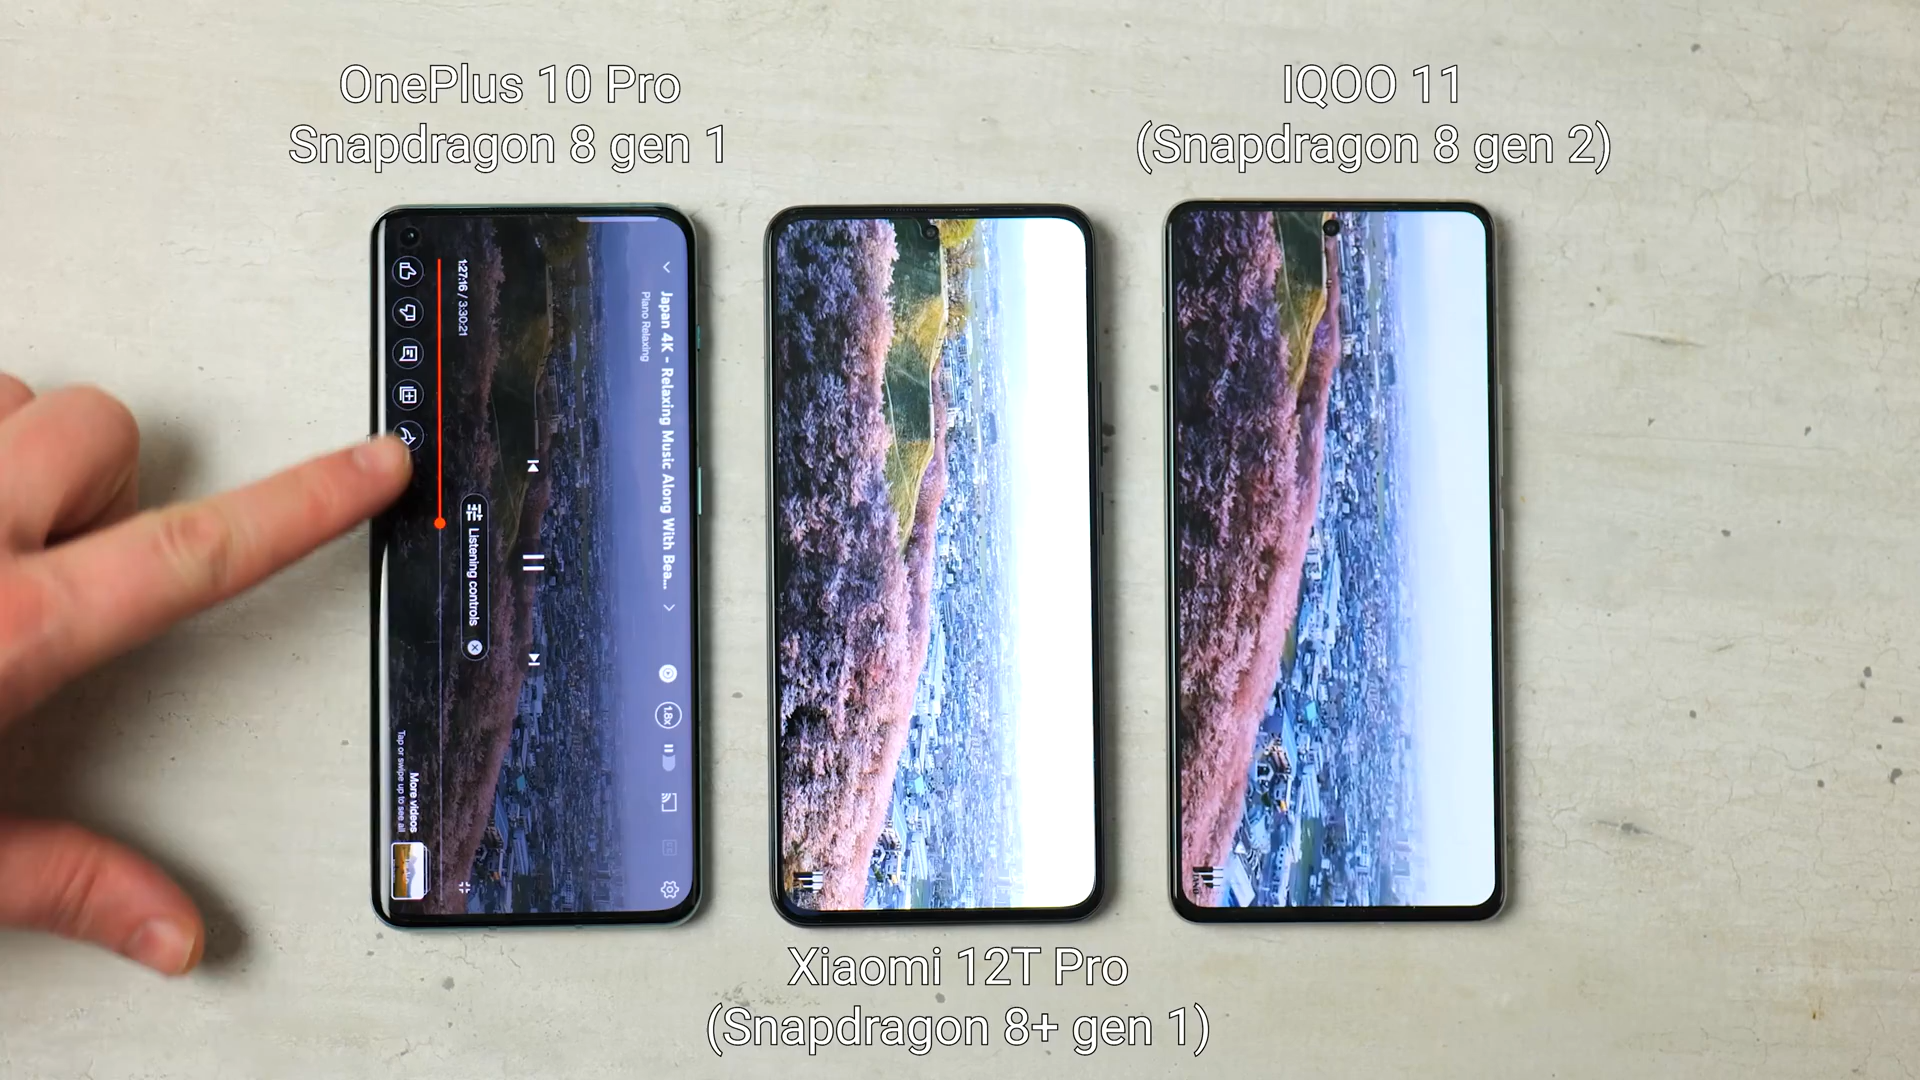 OnePlus 10 Pro
Snapdragon 8 gen 1
IQOO 11
(Snapdragon 8 gen 2)
Japan 4K - Relaxing Music Along With Bea...
Piano Relaxing
1.8x
Listening controls
1:27:16 / 3:30:21
More videos
Tap or swipe up to see all
Xiaomi 12T Pro
(Snapdragon 8+ gen 1)